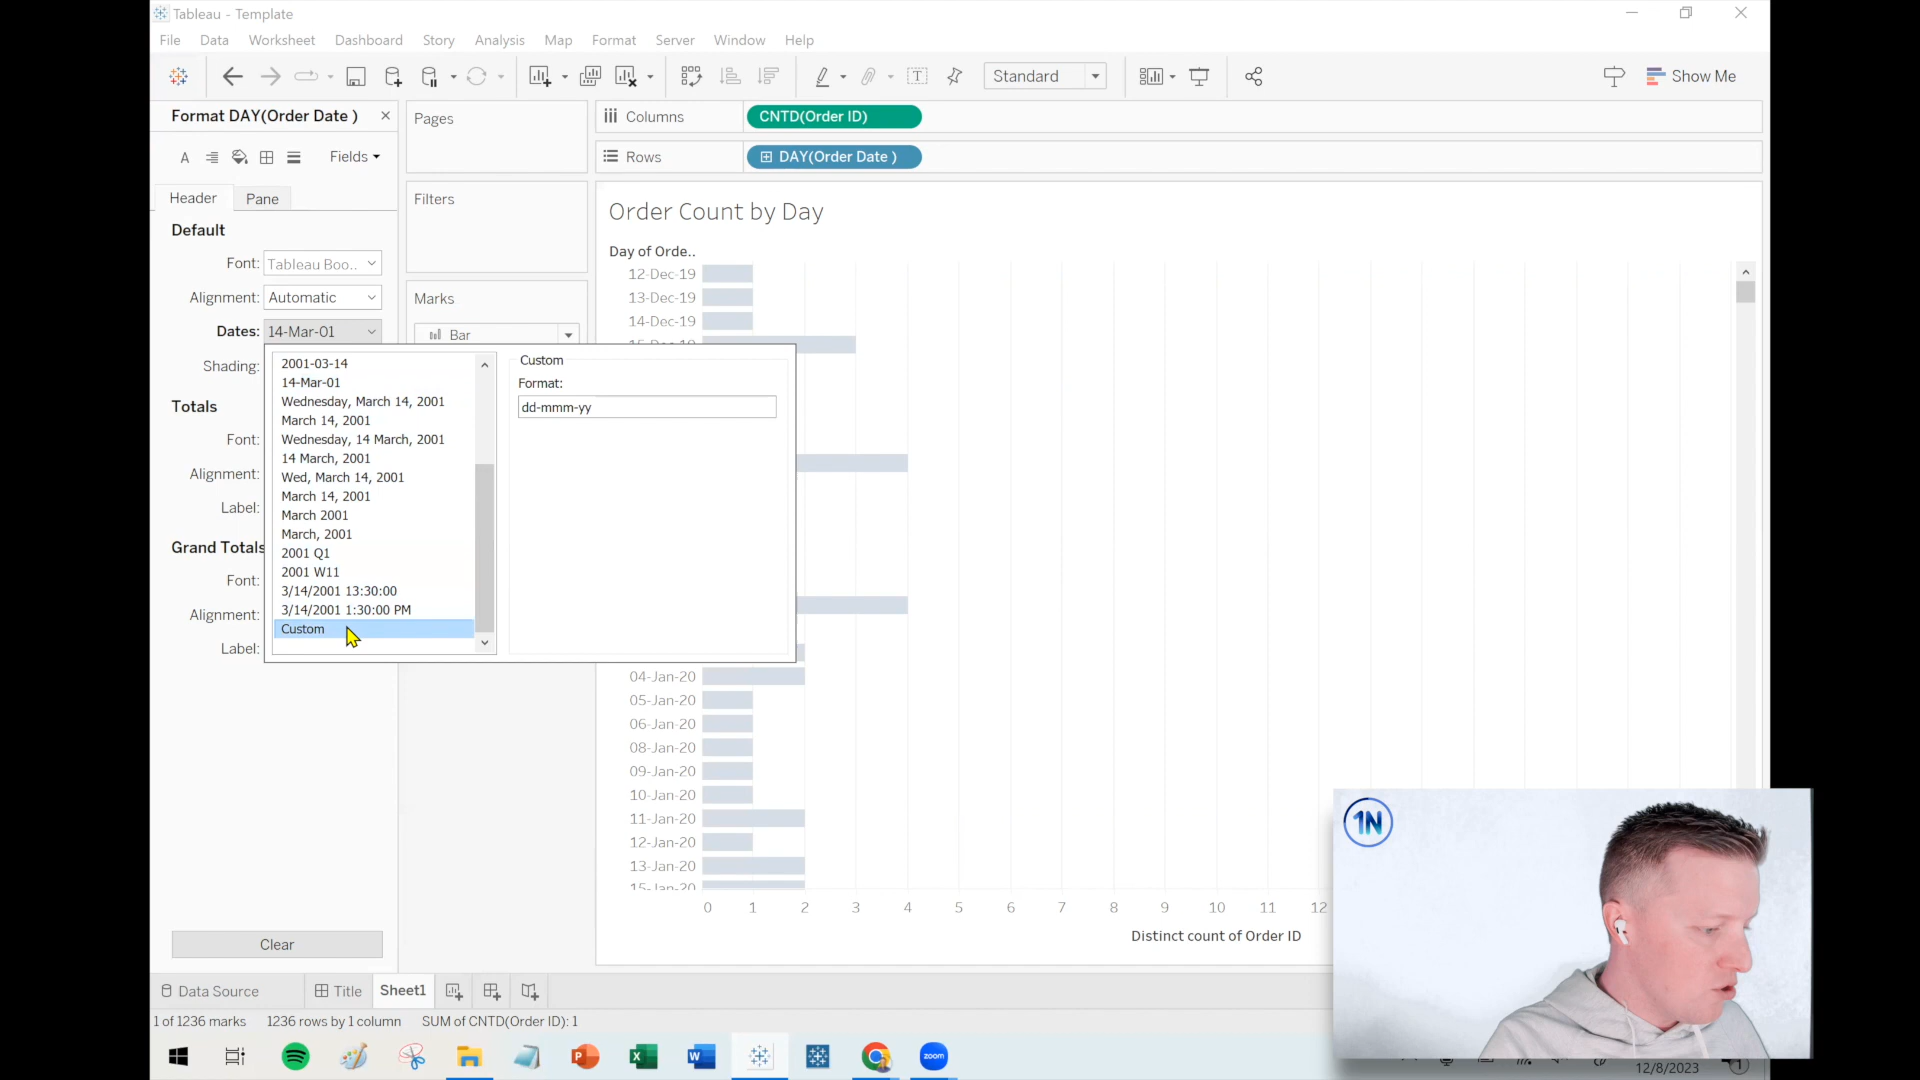 Tableau - Template
File Data Worksheet Dashboard Story Analysis Map Format Server Window Help
Standard
Show Me
Format DAY(Order Date )
Fields
Header
Pane
Default
Font: Tableau Boo..
Alignment: Automatic
Dates: 14-Mar-01
Shading:
Totals
Font:
Alignment:
Label:
Grand Totals
Font:
Alignment:
Label:
2001-03-14
14-Mar-01
Wednesday, March 14, 2001
March 14, 2001
Wednesday, 14 March, 2001
14 March, 2001
Wed, March 14, 2001
March 14, 2001
March 2001
March, 2001
2001 Q1
2001 W11
3/14/2001 13:30:00
3/14/2001 1:30:00 PM
Custom
Custom
Format:
dd-mmm-yy
Clear
Pages
Filters
Marks
Bar
Columns
CNTD(Order ID)
Rows
DAY(Order Date )
Order Count by Day
Day of Orde..
12-Dec-19
13-Dec-19
14-Dec-19
15-Dec-19
04-Jan-20
05-Jan-20
06-Jan-20
08-Jan-20
09-Jan-20
10-Jan-20
11-Jan-20
12-Jan-20
13-Jan-20
15-Jan-20
0 1 2 3 4 5 6 7 8 9 10 11 12
Distinct count of Order ID
1N
Data Source
Title
Sheet1
1 of 1236 marks 1236 rows by 1 column SUM of CNTD(Order ID): 1
zoom
12/8/2023